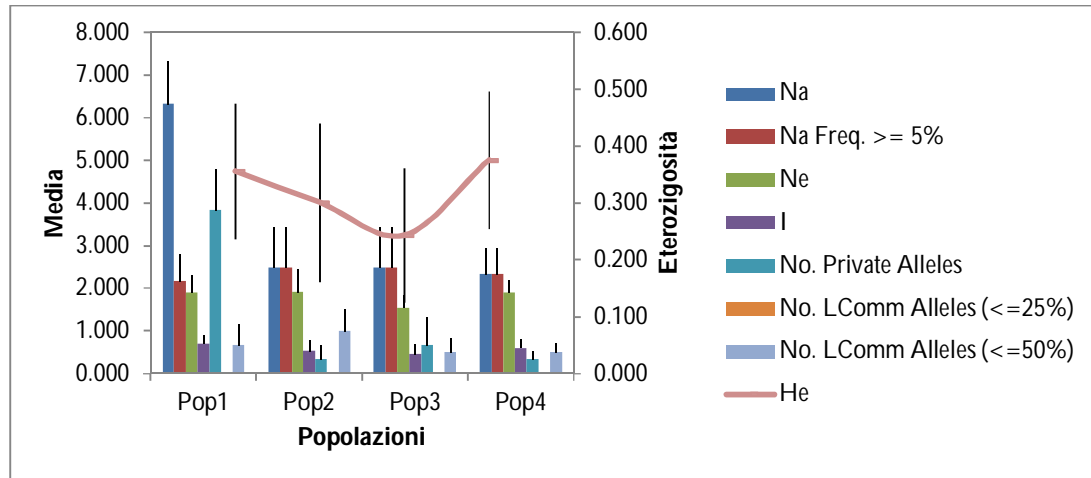 8.000
7.000
6.000
5.000
4.000
3.000
2.000
1.000
0.000
Media
0.600
0.500
0.400
0.300
0.200
0.100
0.000
Eterozigosità
Pop1 Pop2 Pop3 Pop4
Popolazioni
Na
Na Freq. >= 5%
Ne
I
No. Private Alleles
No. LComm Alleles (<=25%)
No. LComm Alleles (<=50%)
He